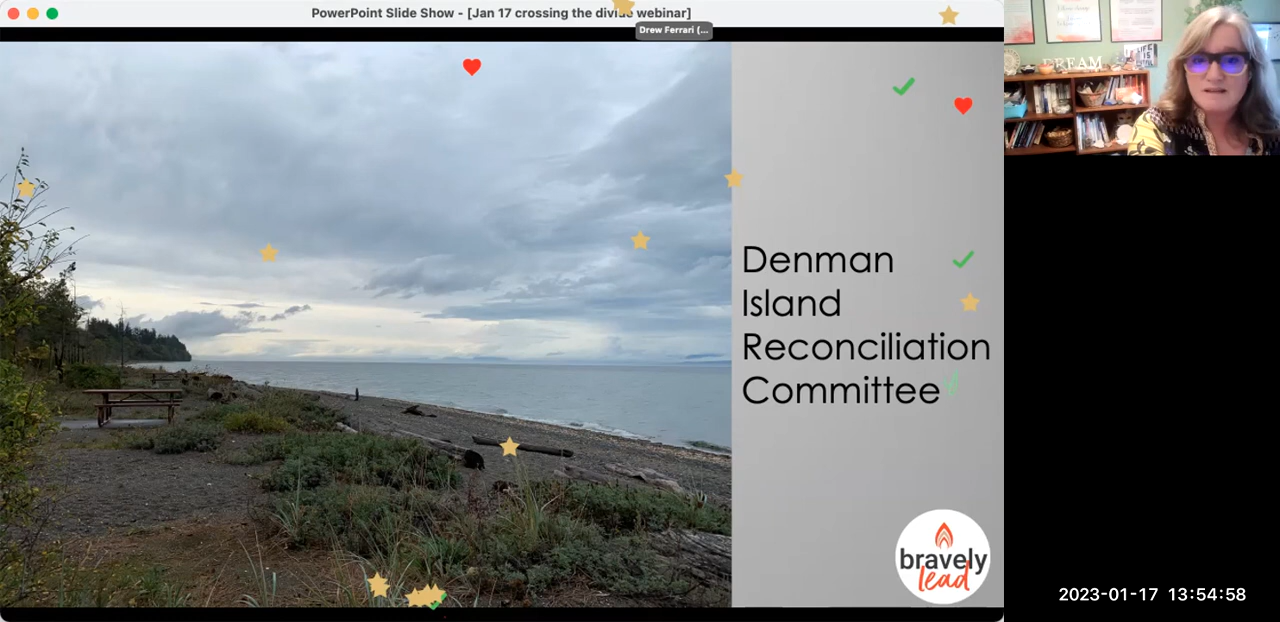 PowerPoint Slide Show - [Jan 17 crossing the divide webinar]
Drew Ferrari (...
DREAM
Denman
Island
Reconciliation
Committee
bravely
lead
2023-01-17 13:54:58